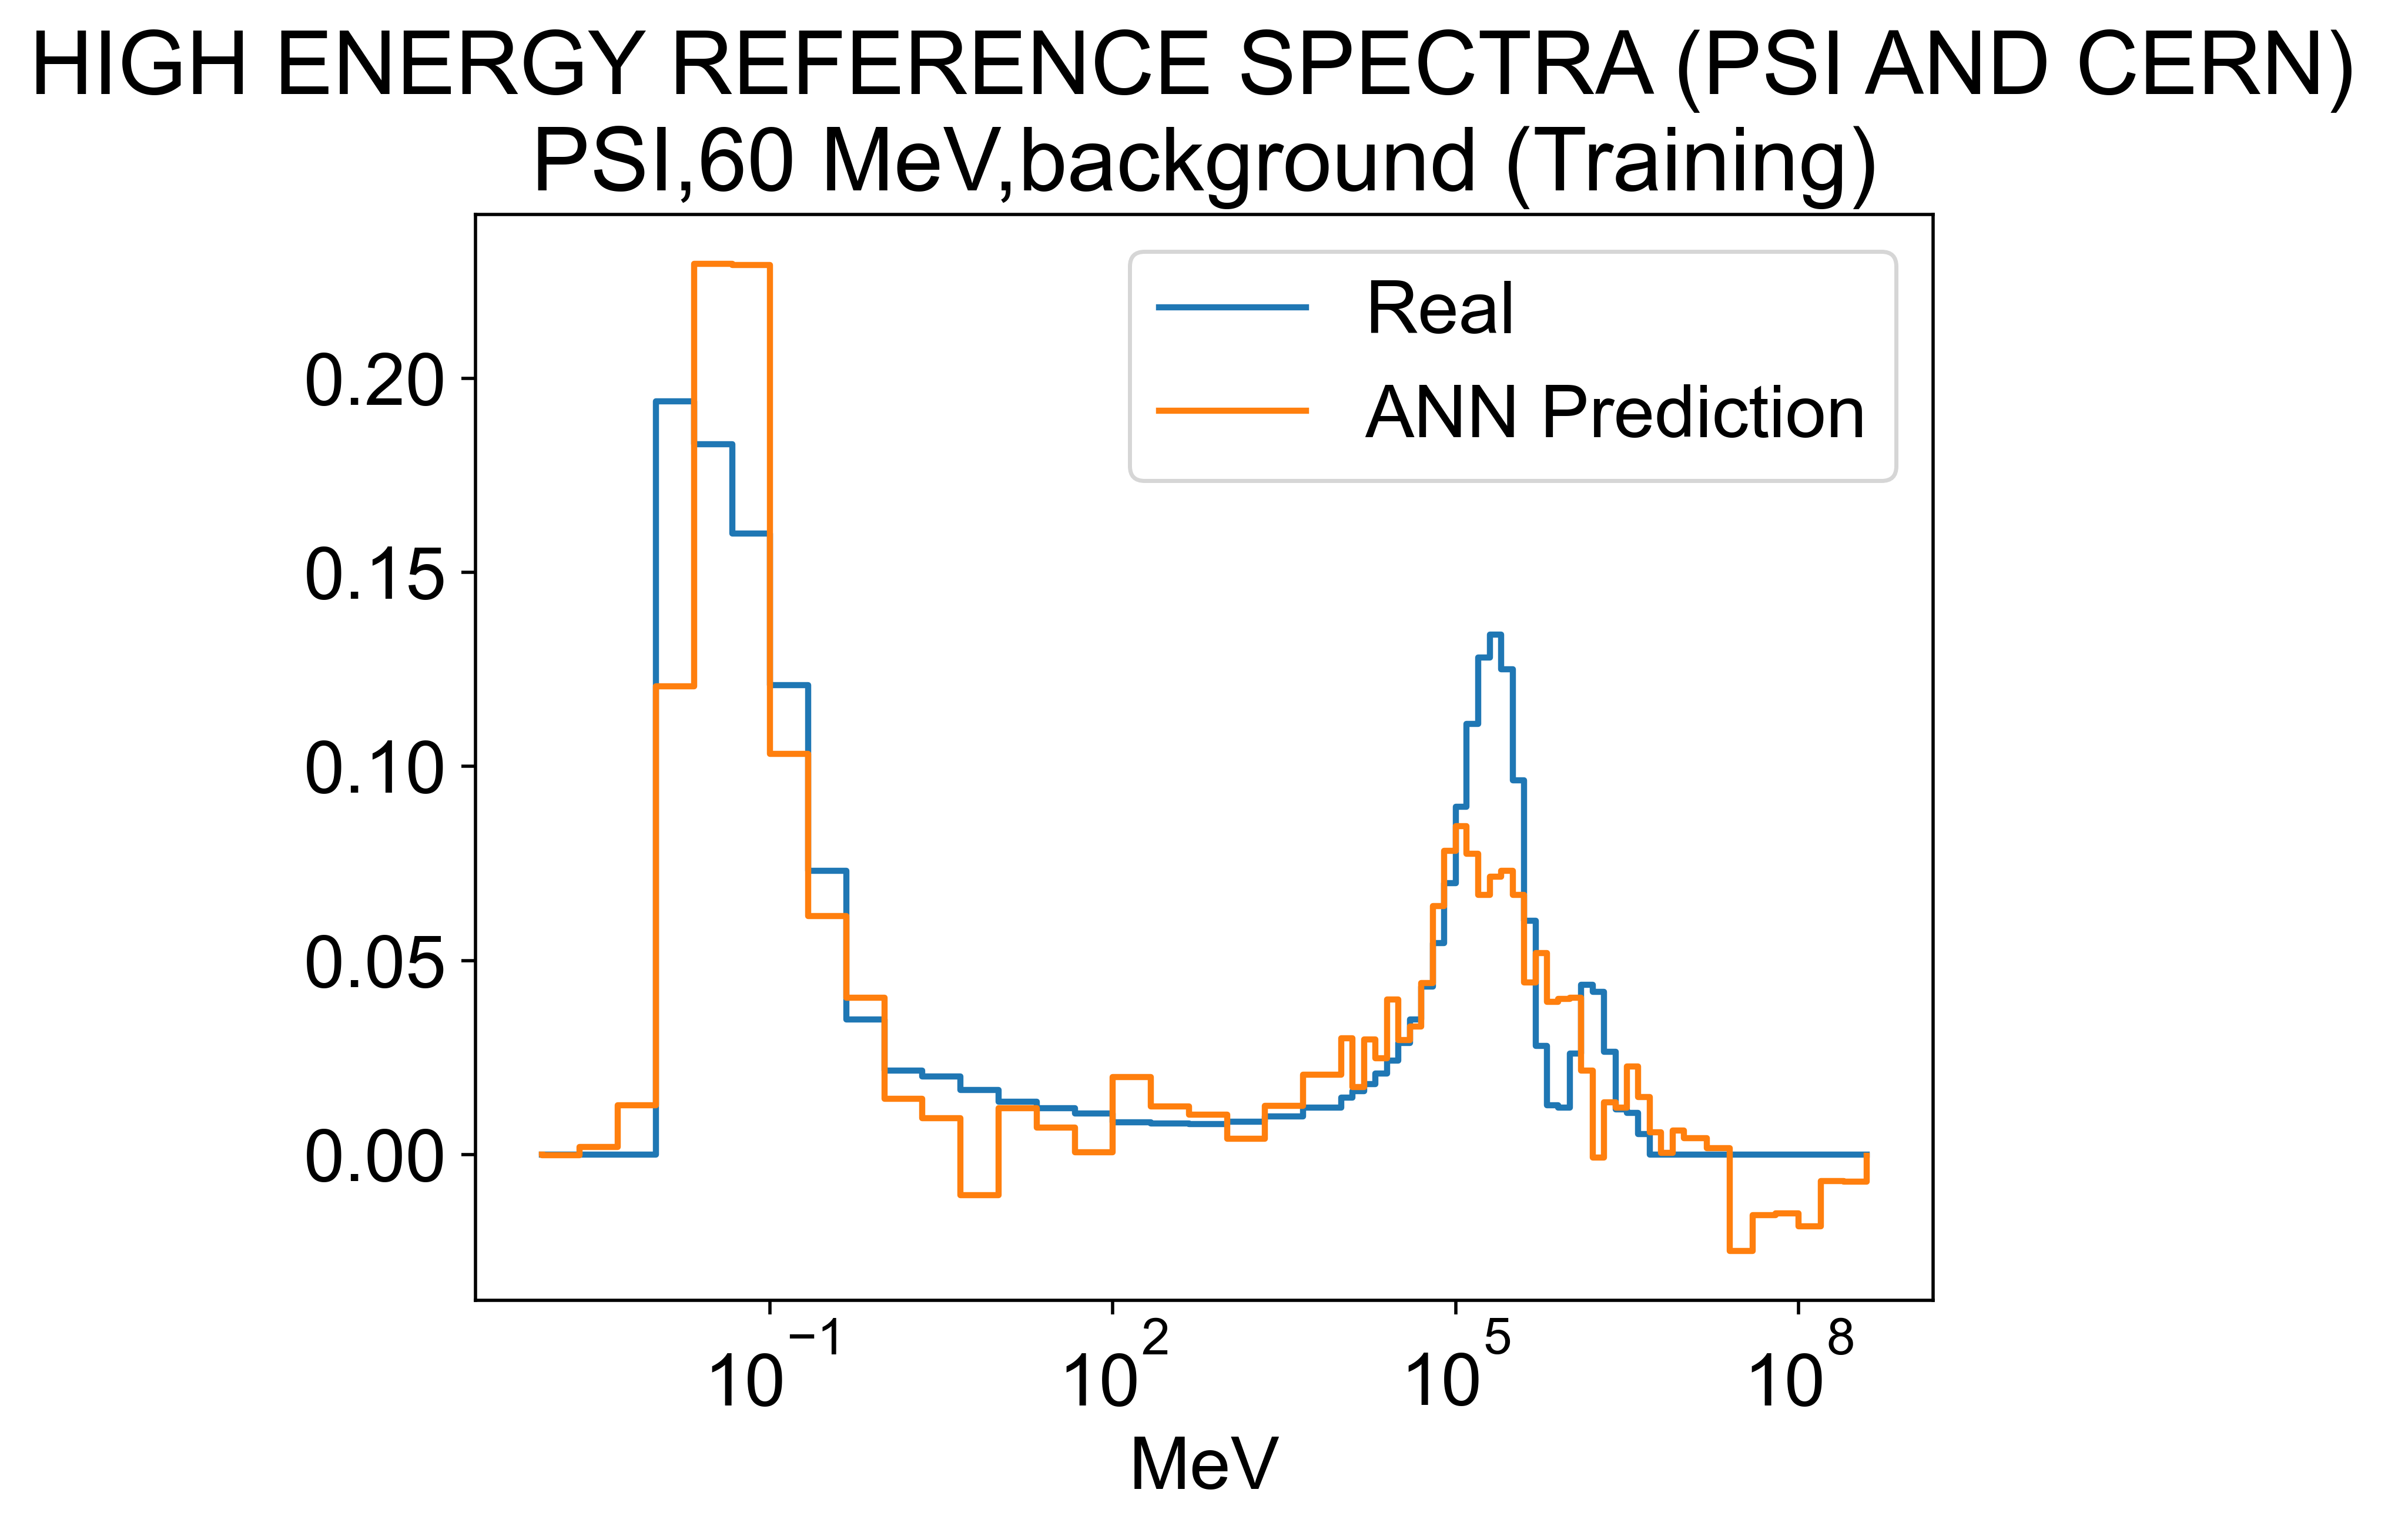 HIGH ENERGY REFERENCE SPECTRA (PSI AND CERN)
PSI,60 MeV,background (Training)
Real
ANN Prediction
0.20
0.15
0.10
0.05
0.00
10⁻¹ 10² 10⁵ 10⁸
MeV